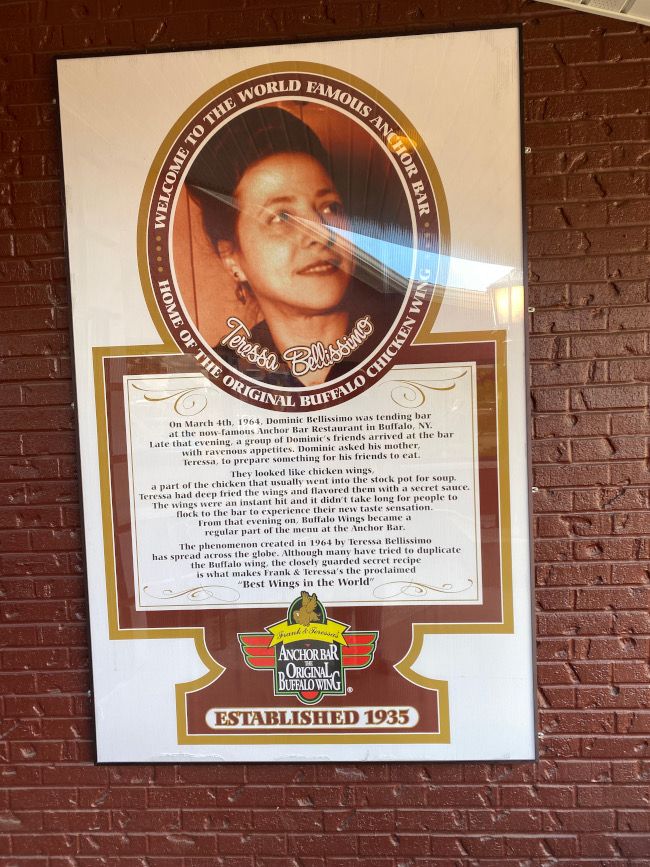 WELCOME TO THE WORLD FAMOUS ANCHOR BAR
HOME OF THE ORIGINAL BUFFALO CHICKEN WING
Teressa Bellissimo
On March 4th, 1964, Dominic Bellissimo was tending bar
at the now-famous Anchor Bar Restaurant in Buffalo, NY.
Late that evening, a group of Dominic's friends arrived at the bar
with ravenous appetites. Dominic asked his mother,
Teressa, to prepare something for his friends to eat.
They looked like chicken wings,
a part of the chicken that usually went into the stock pot for soup.
Teressa had deep fried the wings and flavored them with a secret sauce.
The wings were an instant hit and it didn't take long for people to
flock to the bar to experience their new taste sensation.
From that evening on, Buffalo Wings became a
regular part of the menu at the Anchor Bar.
The phenomenon created in 1964 by Teressa Bellissimo
has spread across the globe. Although many have tried to duplicate
the Buffalo wing, the closely guarded secret recipe
is what makes Frank & Teressa's the proclaimed
"Best Wings in the World"
Frank & Teressa's
ANCHOR BAR
THE
ORIGINAL
BUFFALO WING
®
ESTABLISHED 1935